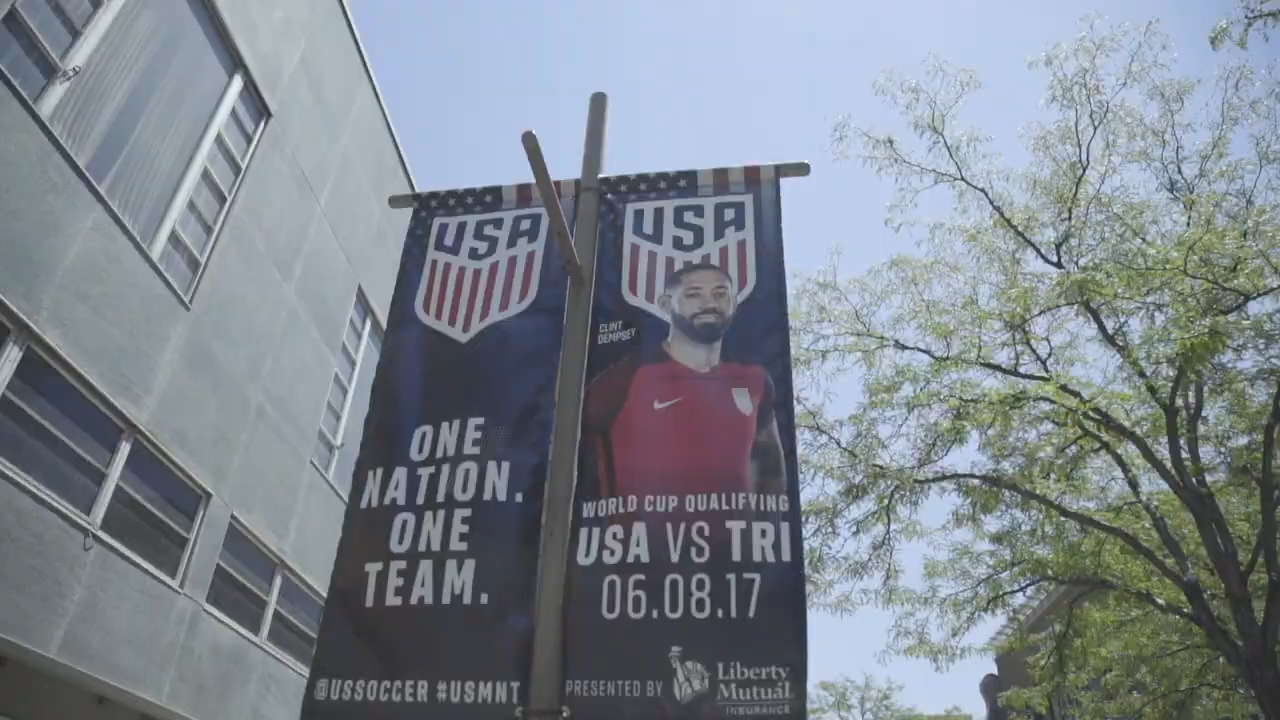 USA
ONE
NATION.
ONE
TEAM.
@USSOCCER #USMNT
USA
CLINT
DEMPSEY
WORLD CUP QUALIFYING
USA VS TRI
06.08.17
PRESENTED BY
Liberty
Mutual
INSURANCE